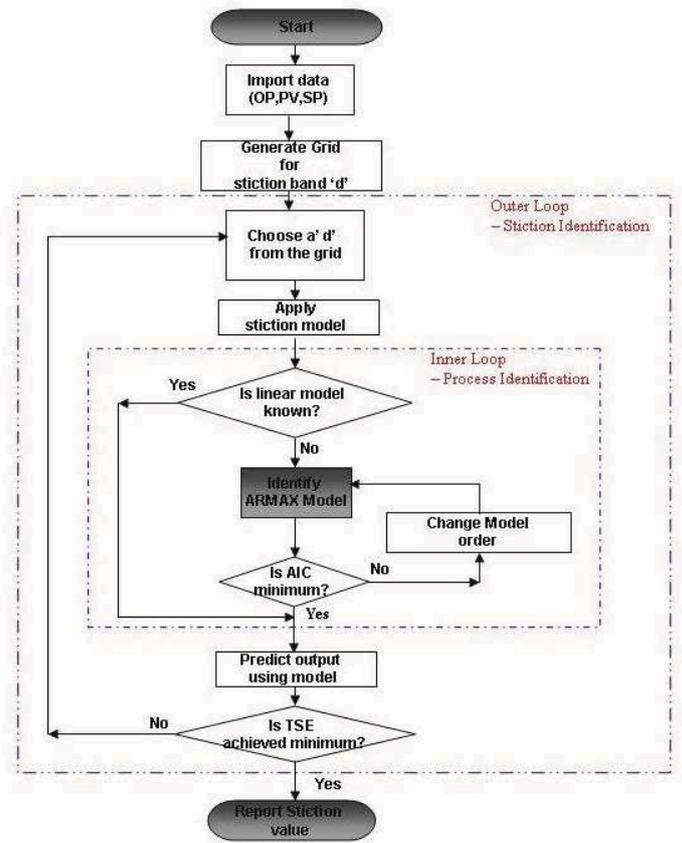 Start
Import data
(OP,PV,SP)
Generate Grid
for
stiction band ‘d’
Outer Loop
– Stiction Identification
Choose a’ d’
from the grid
Apply
stiction model
Inner Loop
– Process Identification
Yes
Is linear model
known?
No
Identify
ARMAX Model
Change Model
order
Is AIC
minimum?
No
Yes
Predict output
using model
No
Is TSE
achieved minimum?
Yes
Report Stiction
value